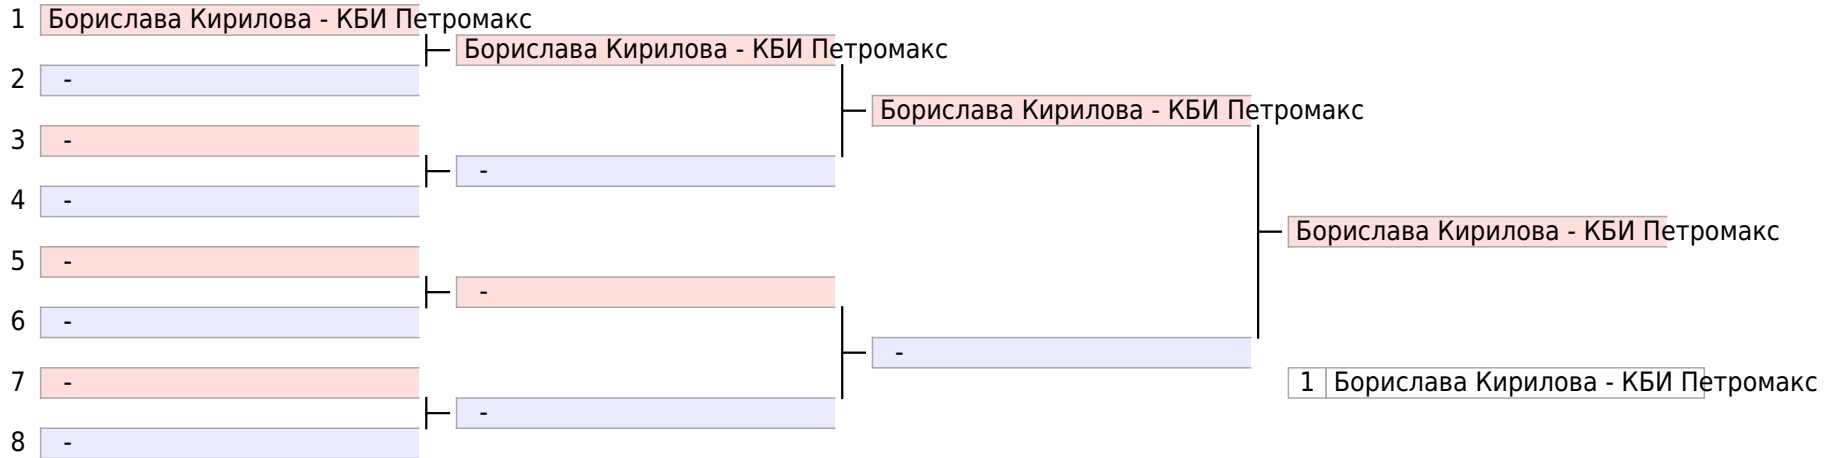 1 Борислава Кирилова - КБИ Петромакс
Борислава Кирилова - КБИ Петромакс
2 -
Борислава Кирилова - КБИ Петромакс
3 -
-
4 -
Борислава Кирилова - КБИ Петромакс
5 -
-
6 -
-
7 -
1 Борислава Кирилова - КБИ Петромакс
-
8 -